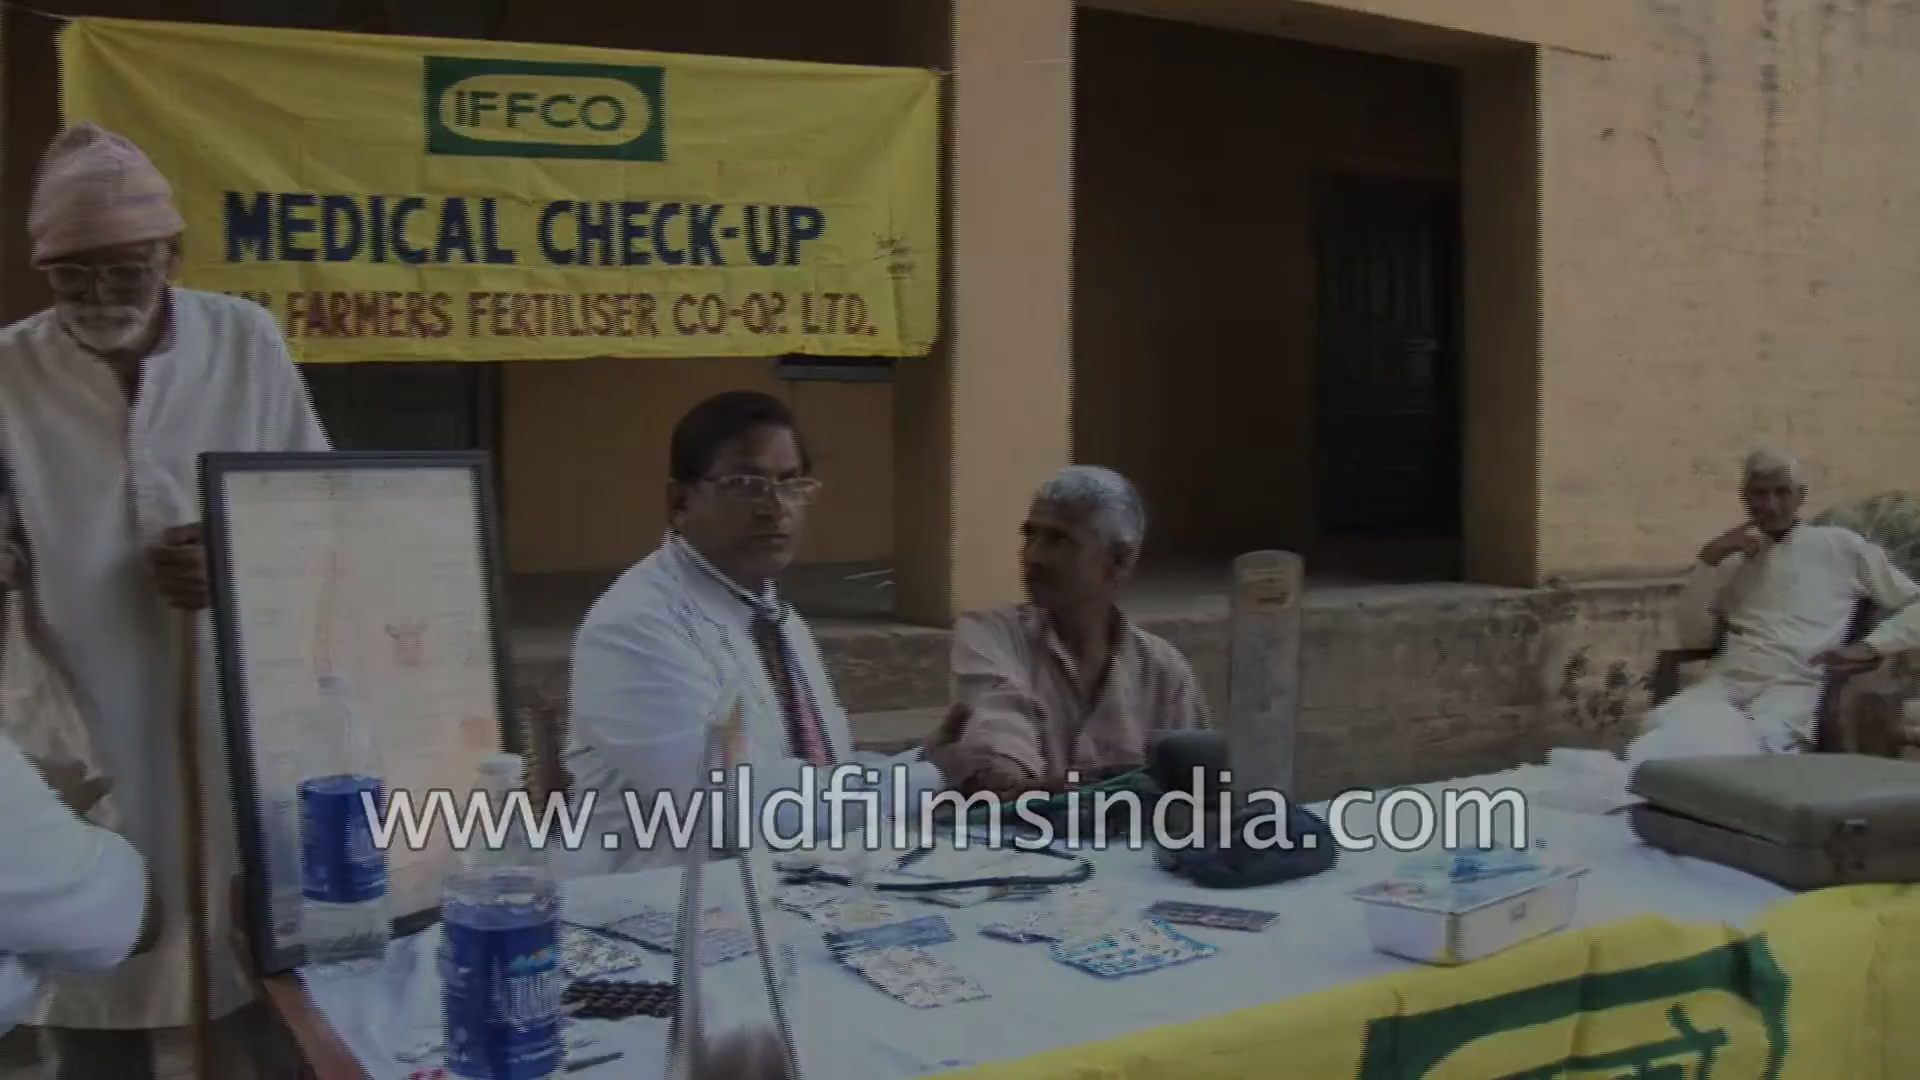 IFFCO
MEDICAL CHECK-UP
FARMERS FERTILISER CO-OP. LTD.
www.wildfilmsindia.com